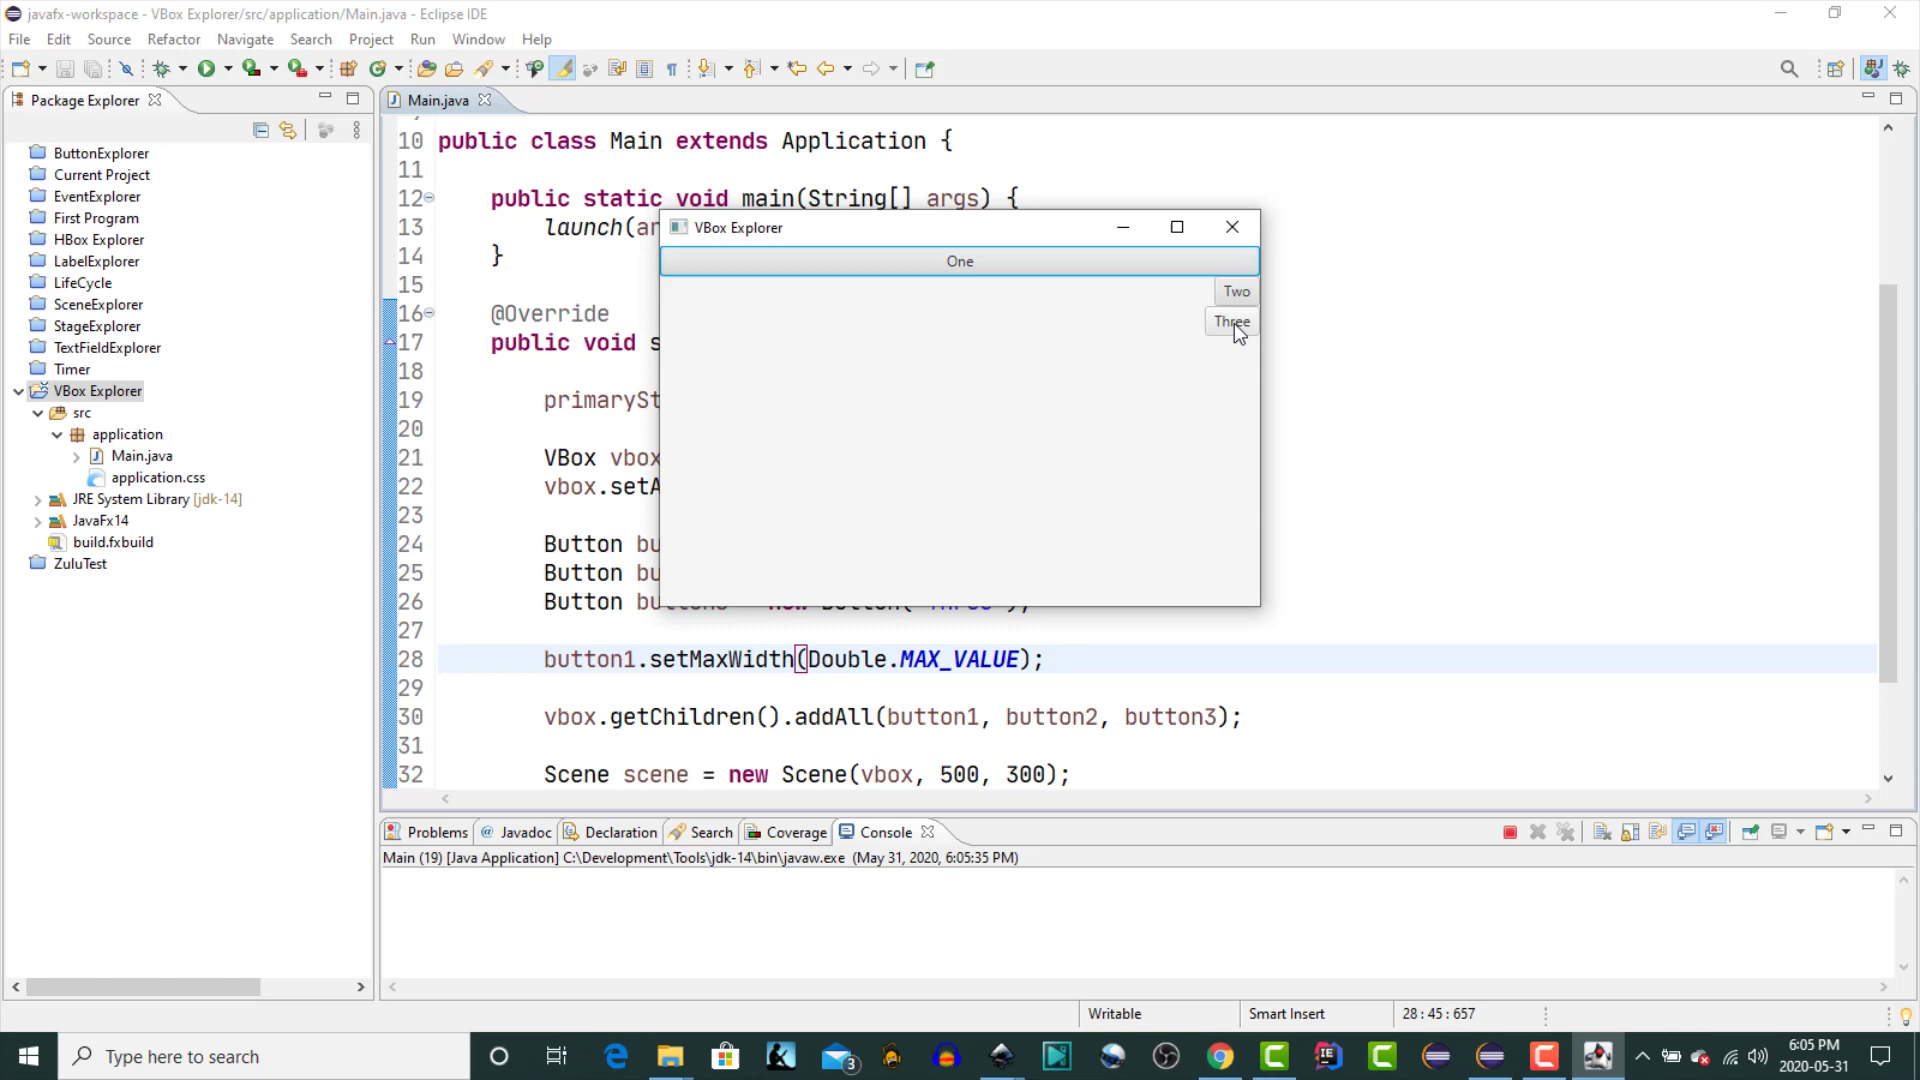 javafx-workspace - VBox Explorer/src/application/Main.java - Eclipse IDE
File Edit Source Refactor Navigate Search Project Run Window Help
Package Explorer
ButtonExplorer
Current Project
EventExplorer
First Program
HBox Explorer
LabelExplorer
LifeCycle
SceneExplorer
StageExplorer
TextFieldExplorer
Timer
VBox Explorer
src
application
Main.java
application.css
JRE System Library [jdk-14]
JavaFx14
build.fxbuild
ZuluTest
Main.java
10 public class Main extends Application {
11
12 public static void main(String[] args) {
13 launch(ar
14 }
15
16 @Override
17 public void s
18
19 primarySt
20
21 VBox vbox
22 vbox.setA
23
24 Button bu
25 Button bu
26 Button
27
28 button1.setMaxWidth(Double.MAX_VALUE);
29
30 vbox.getChildren().addAll(button1, button2, button3);
31
32 Scene scene = new Scene(vbox, 500, 300);
VBox Explorer
One
Two
Three
Problems Javadoc Declaration Search Coverage Console
Main (19) [Java Application] C:\Development\Tools\jdk-14\bin\javaw.exe (May 31, 2020, 6:05:35 PM)
Writable Smart Insert 28 : 45 : 657
Type here to search
3
6:05 PM
2020-05-31